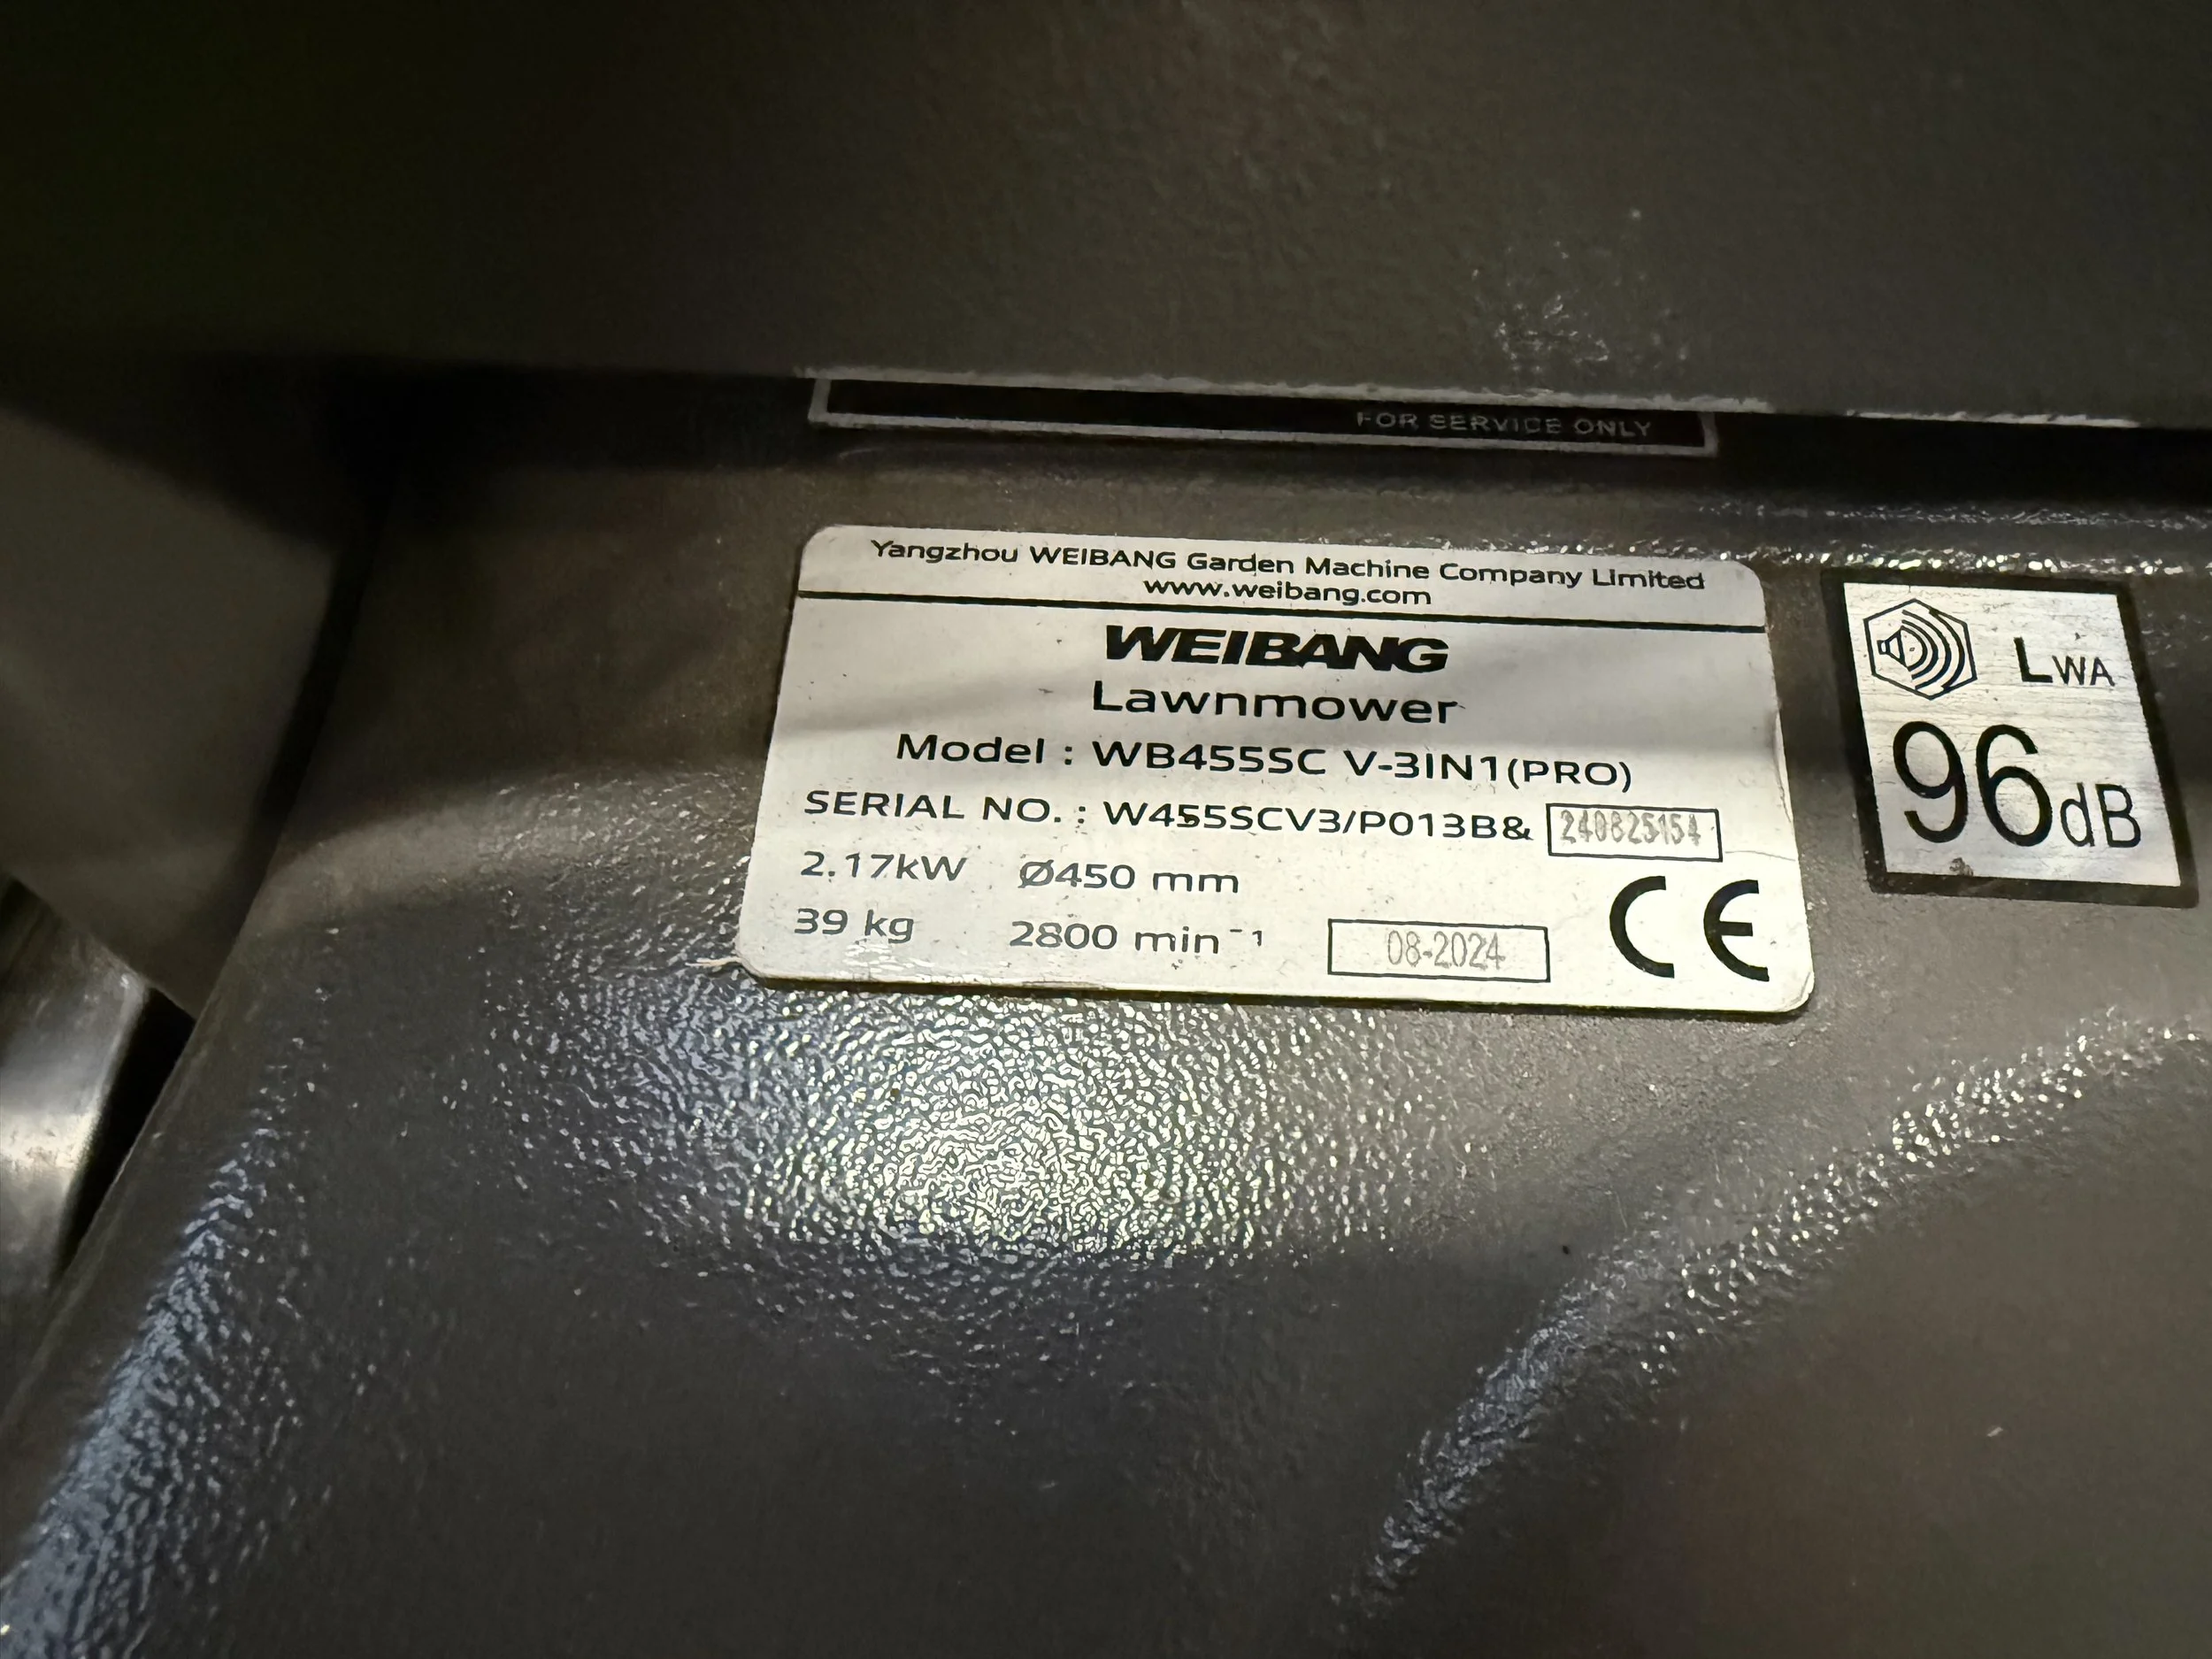 FOR SERVICE ONLY
Yangzhou WEIBANG Garden Machine Company Limited
www.weibang.com
WEIBANG
Lawnmower
Model : WB455SC V-3IN1(PRO)
SERIAL NO. : W455SCV3/P013B& 240825154
2.17kW Ø450 mm
39 kg 2800 min⁻¹ 08-2024 CE
LWA
96dB